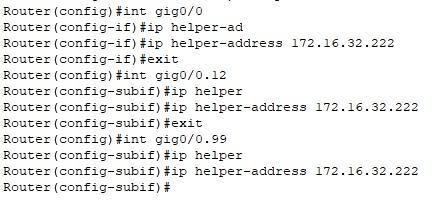 Router(config)#int gig0/0
Router(config-if)#ip helper-ad
Router(config-if)#ip helper-address 172.16.32.222
Router(config-if)#exit
Router(config)#int gig0/0.12
Router(config-subif)#ip helper
Router(config-subif)#ip helper-address 172.16.32.222
Router(config-subif)#exit
Router(config)#int gig0/0.99
Router(config-subif)#ip helper
Router(config-subif)#ip helper-address 172.16.32.222
Router(config-subif)#